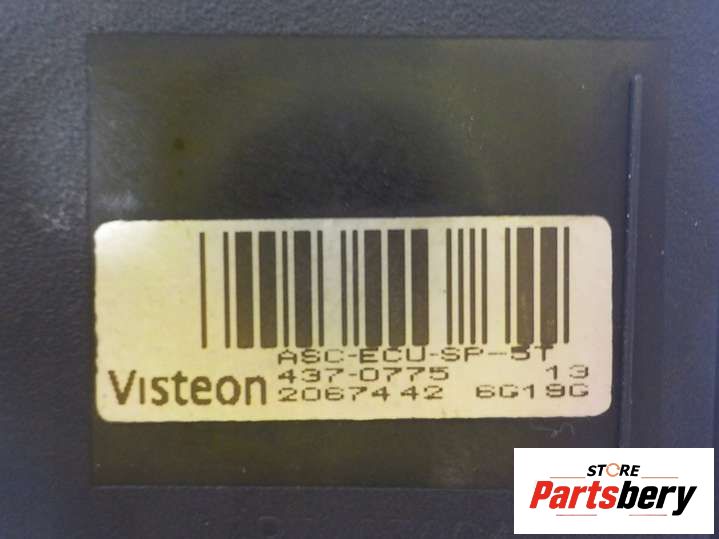 ASC-ECU-SP-5T
Visteon
437-0775 13
2067442 6G19G
STORE
Partsbery